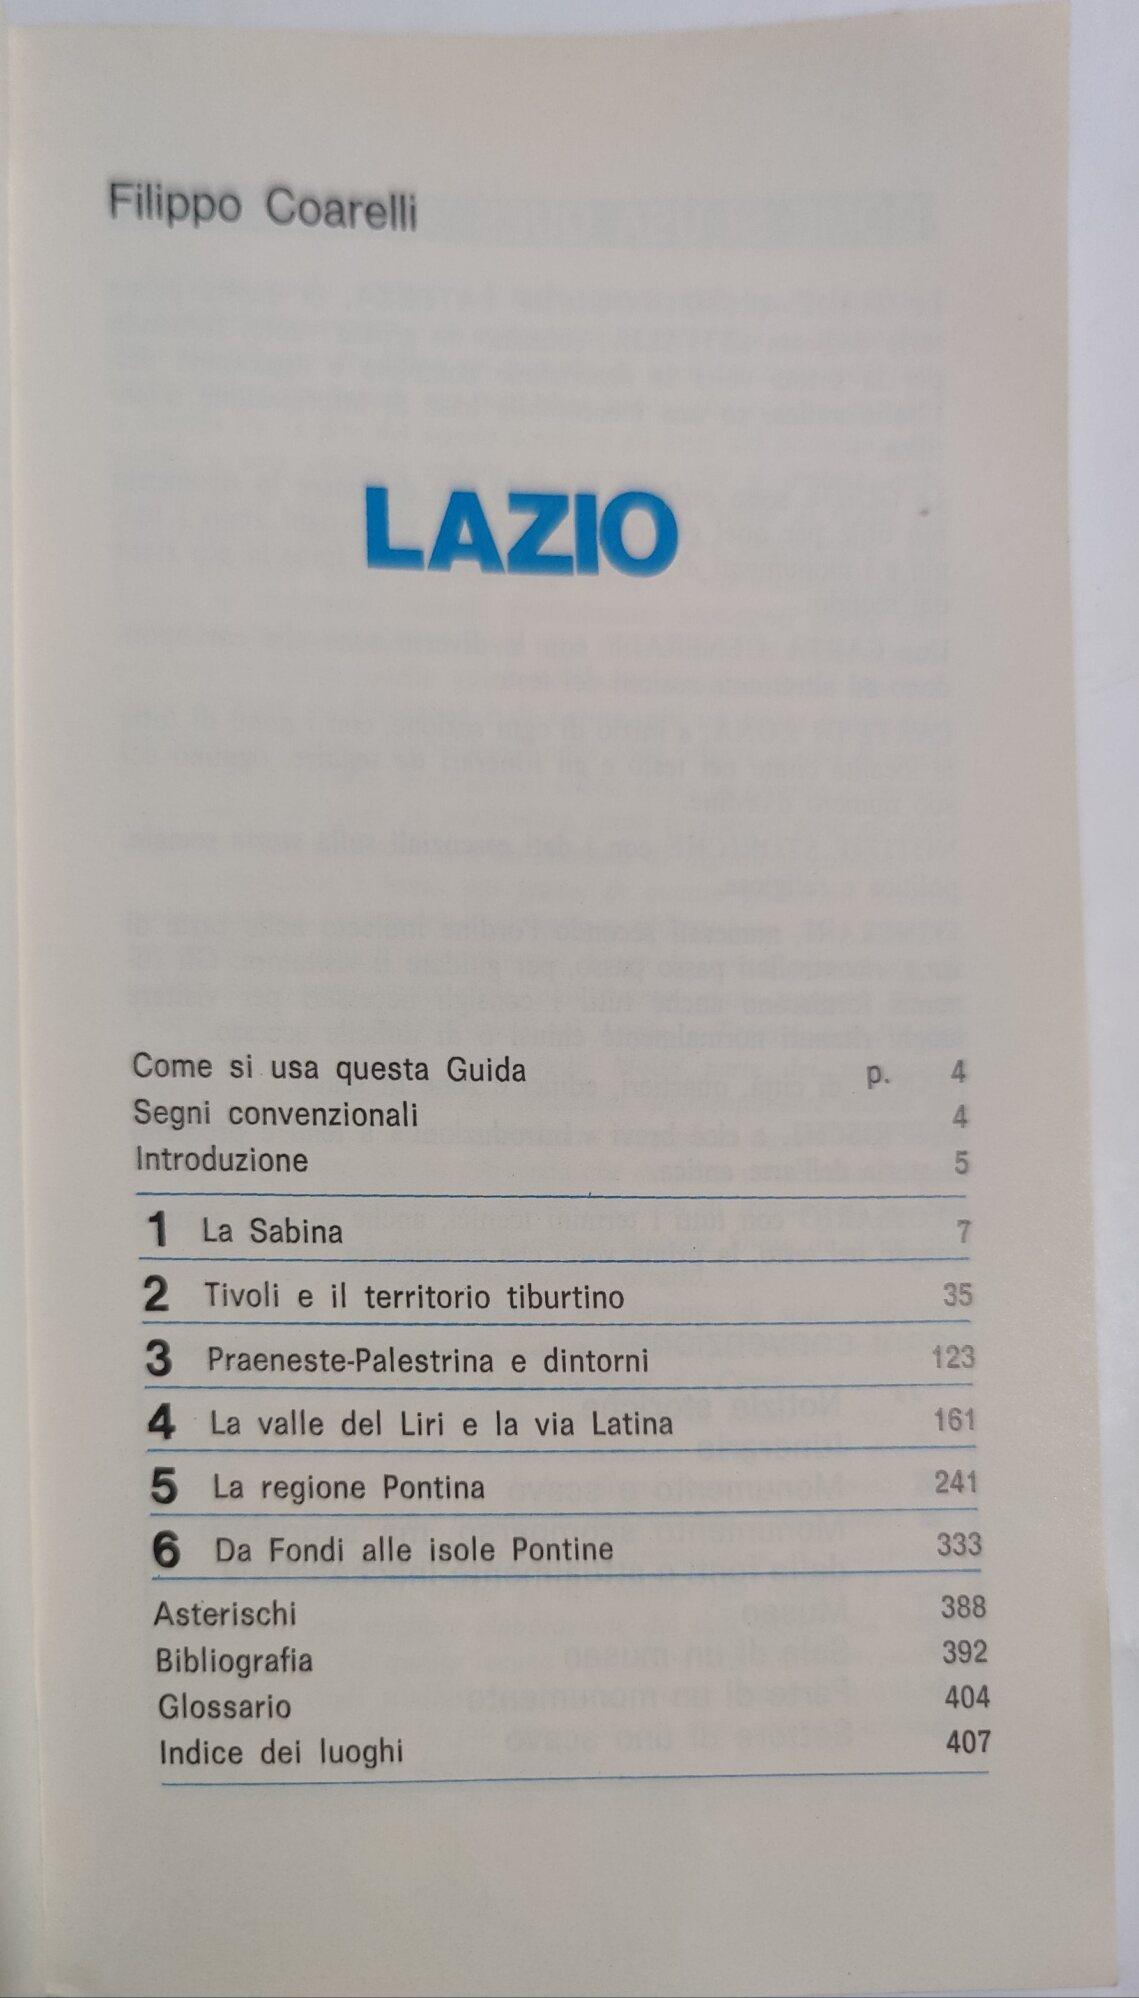 Filippo Coarelli
LAZIO
Come si usa questa Guida p. 4
Segni convenzionali 4
Introduzione 5
1 La Sabina 7
2 Tivoli e il territorio tiburtino 35
3 Praeneste-Palestrina e dintorni 123
4 La valle del Liri e la via Latina 161
5 La regione Pontina 241
6 Da Fondi alle isole Pontine 333
Asterischi 388
Bibliografia 392
Glossario 404
Indice dei luoghi 407